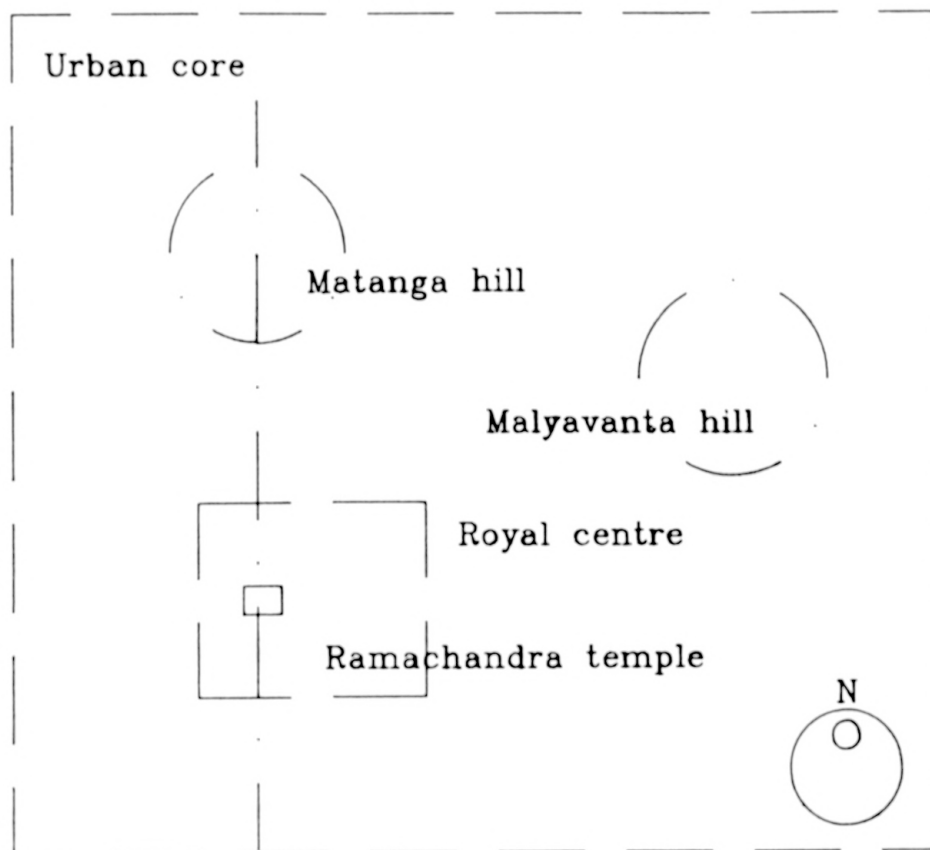 Urban core
Matanga hill
Malyavanta hill
Royal centre
Ramachandra temple
N